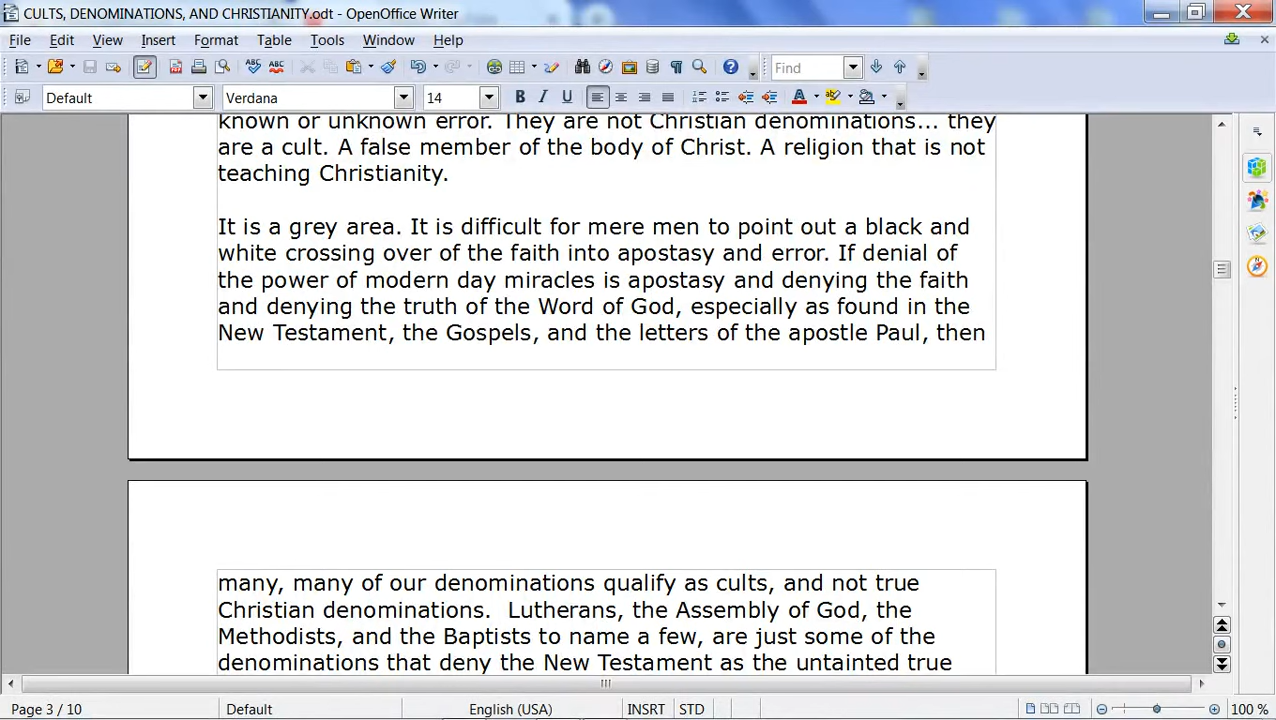 CULTS, DENOMINATIONS, AND CHRISTIANITY.odt - OpenOffice Writer
File Edit View Insert Format Table Tools Window Help
Find
Default Verdana 14
known or unknown error. They are not Christian denominations... they
are a cult. A false member of the body of Christ. A religion that is not
teaching Christianity.
It is a grey area. It is difficult for mere men to point out a black and
white crossing over of the faith into apostasy and error. If denial of
the power of modern day miracles is apostasy and denying the faith
and denying the truth of the Word of God, especially as found in the
New Testament, the Gospels, and the letters of the apostle Paul, then
many, many of our denominations qualify as cults, and not true
Christian denominations.  Lutherans, the Assembly of God, the
Methodists, and the Baptists to name a few, are just some of the
denominations that deny the New Testament as the untainted true
Page 3 / 10 Default English (USA) INSRT STD 100 %